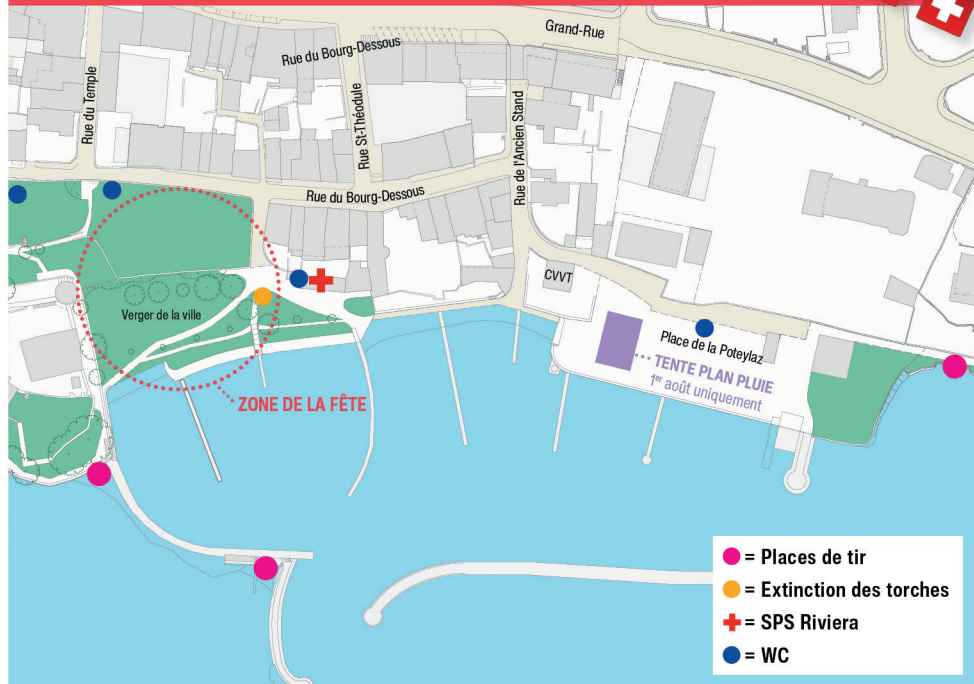 Grand-Rue
Rue du Bourg-Dessous
Rue du Temple
Rue St-Théodule
Rue de l'Ancien Stand
Rue du Bourg-Dessous
CVVT
Verger de la ville
Place de la Poteylaz
TENTE PLAN PLUIE
1er août uniquement
ZONE DE LA FÊTE
= Places de tir
= Extinction des torches
= SPS Riviera
= WC